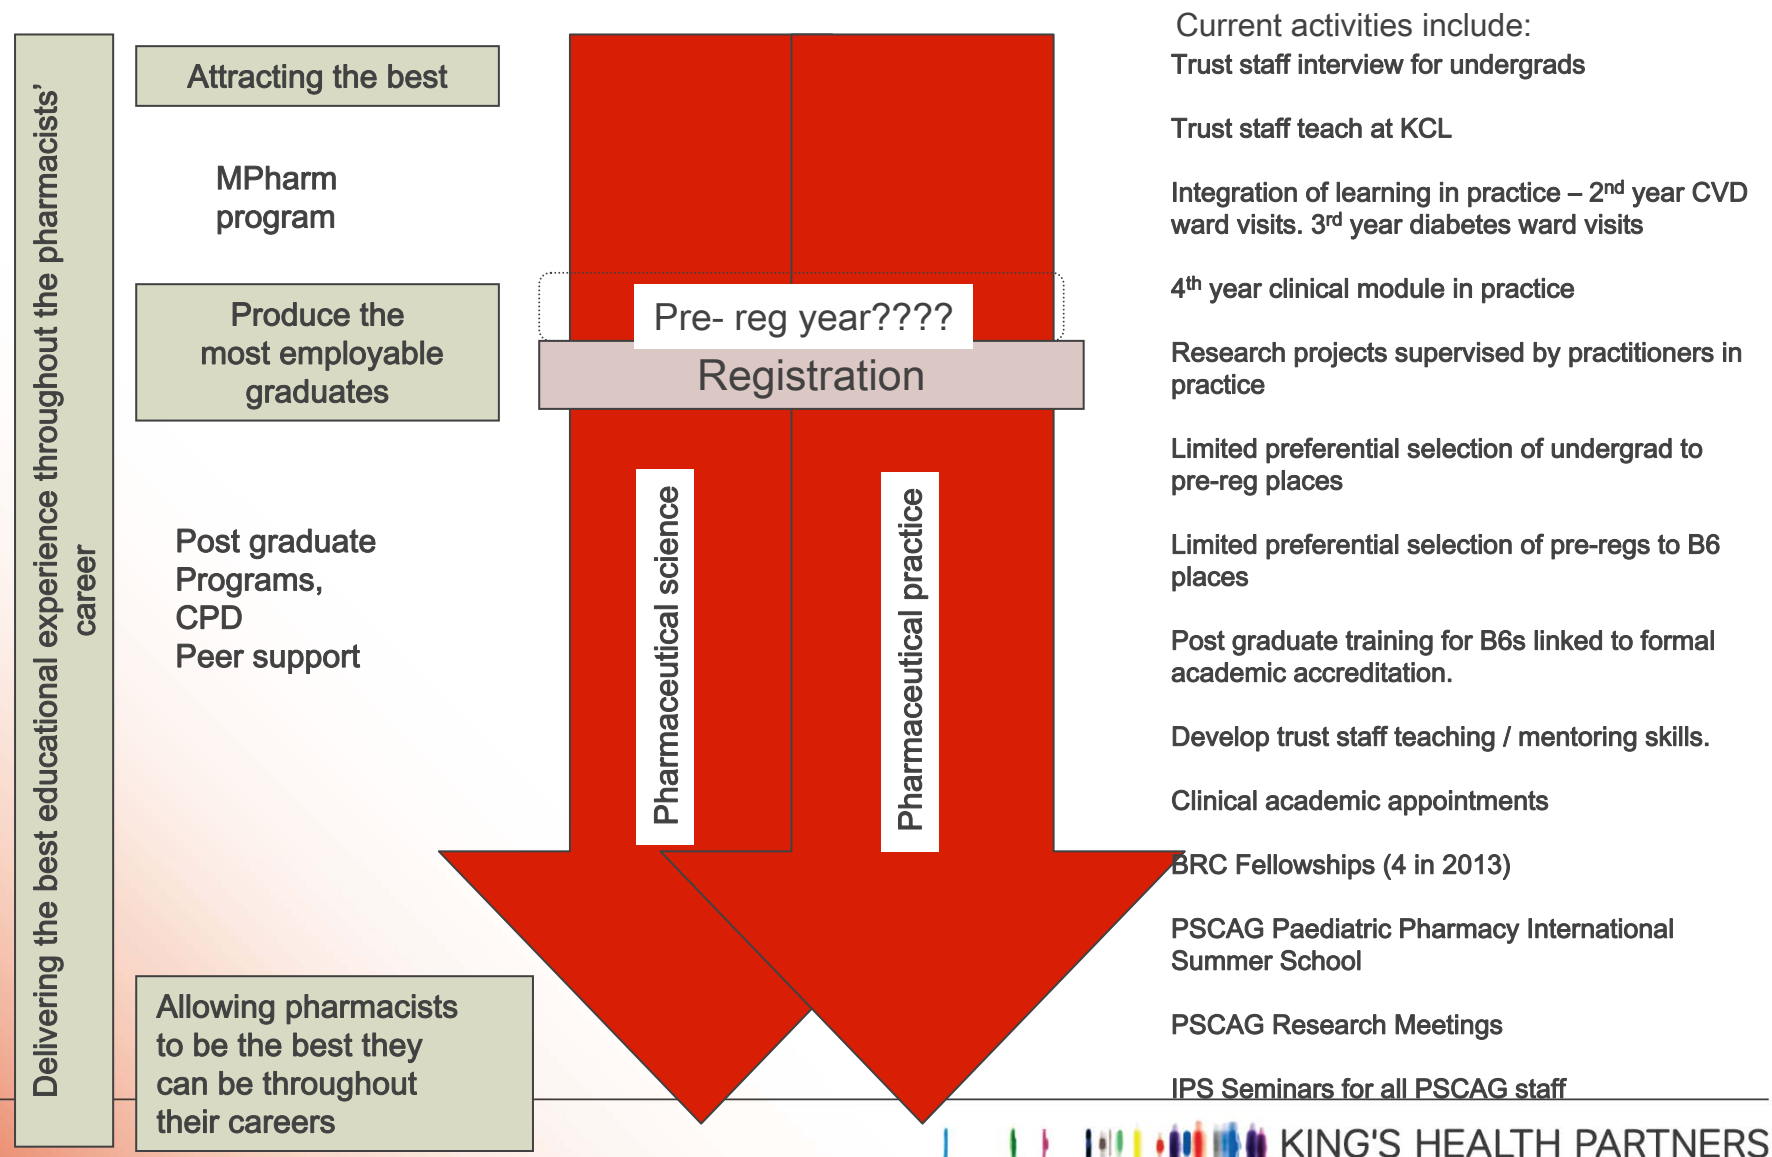 Delivering the best educational experience throughout the pharmacists’
career
Attracting the best
MPharm
program
Produce the
most employable
graduates
Post graduate
Programs,
CPD
Peer support
Allowing pharmacists
to be the best they
can be throughout
their careers
Pre- reg year????
Registration
Pharmaceutical science
Pharmaceutical practice
Current activities include:
Trust staff interview for undergrads
Trust staff teach at KCL
Integration of learning in practice – 2nd year CVD
ward visits. 3rd year diabetes ward visits
4th year clinical module in practice
Research projects supervised by practitioners in
practice
Limited preferential selection of undergrad to
pre-reg places
Limited preferential selection of pre-regs to B6
places
Post graduate training for B6s linked to formal
academic accreditation.
Develop trust staff teaching / mentoring skills.
Clinical academic appointments
BRC Fellowships (4 in 2013)
PSCAG Paediatric Pharmacy International
Summer School
PSCAG Research Meetings
IPS Seminars for all PSCAG staff
KING'S HEALTH PARTNERS